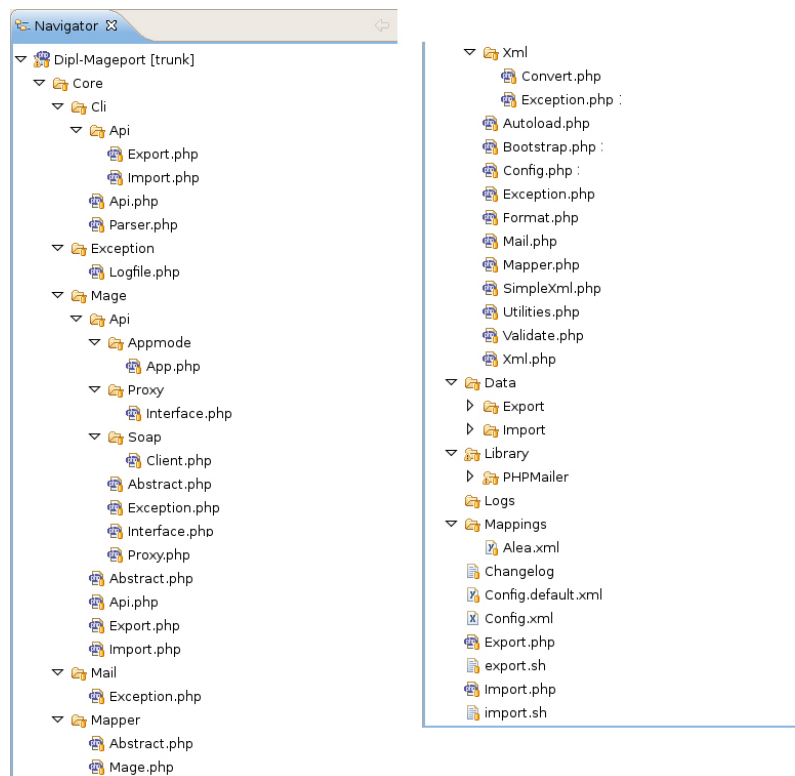 Navigator
Dipl-Mageport [trunk]
Core
Cli
Api
Export.php
Import.php
Api.php
Parser.php
Exception
Logfile.php
Mage
Api
Appmode
App.php
Proxy
Interface.php
Soap
Client.php
Abstract.php
Exception.php
Interface.php
Proxy.php
Abstract.php
Api.php
Export.php
Import.php
Mail
Exception.php
Mapper
Abstract.php
Mage.php
Xml
Convert.php
Exception.php :
Autoload.php
Bootstrap.php :
Config.php :
Exception.php
Format.php
Mail.php
Mapper.php
SimpleXml.php
Utilities.php
Validate.php
Xml.php
Data
Export
Import
Library
PHPMailer
Logs
Mappings
Alea.xml
Changelog
Config.default.xml
Config.xml
Export.php
export.sh
Import.php
import.sh